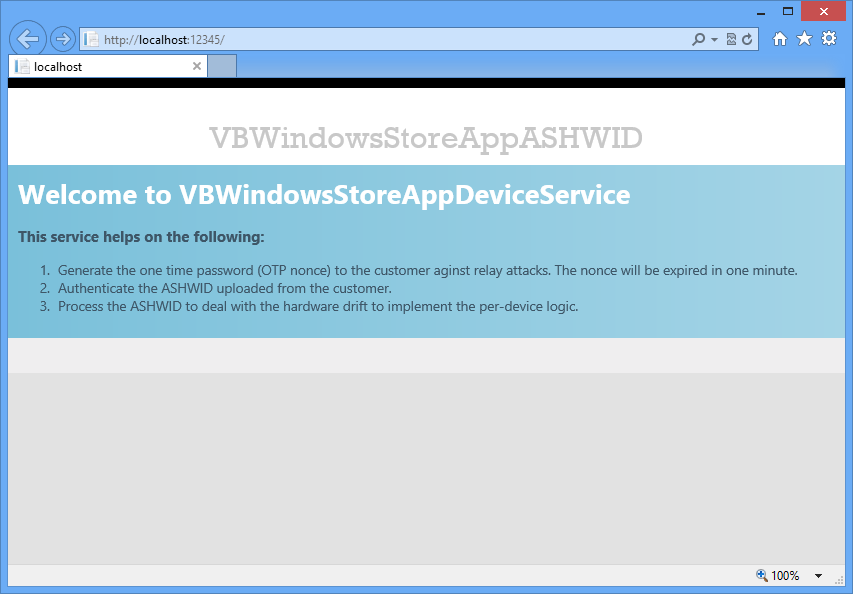 http://localhost:12345/
localhost
VBWindowsStoreAppASHWID
Welcome to VBWindowsStoreAppDeviceService
This service helps on the following:
1. Generate the one time password (OTP nonce) to the customer aginst relay attacks. The nonce will be expired in one minute.
2. Authenticate the ASHWID uploaded from the customer.
3. Process the ASHWID to deal with the hardware drift to implement the per-device logic.
100%